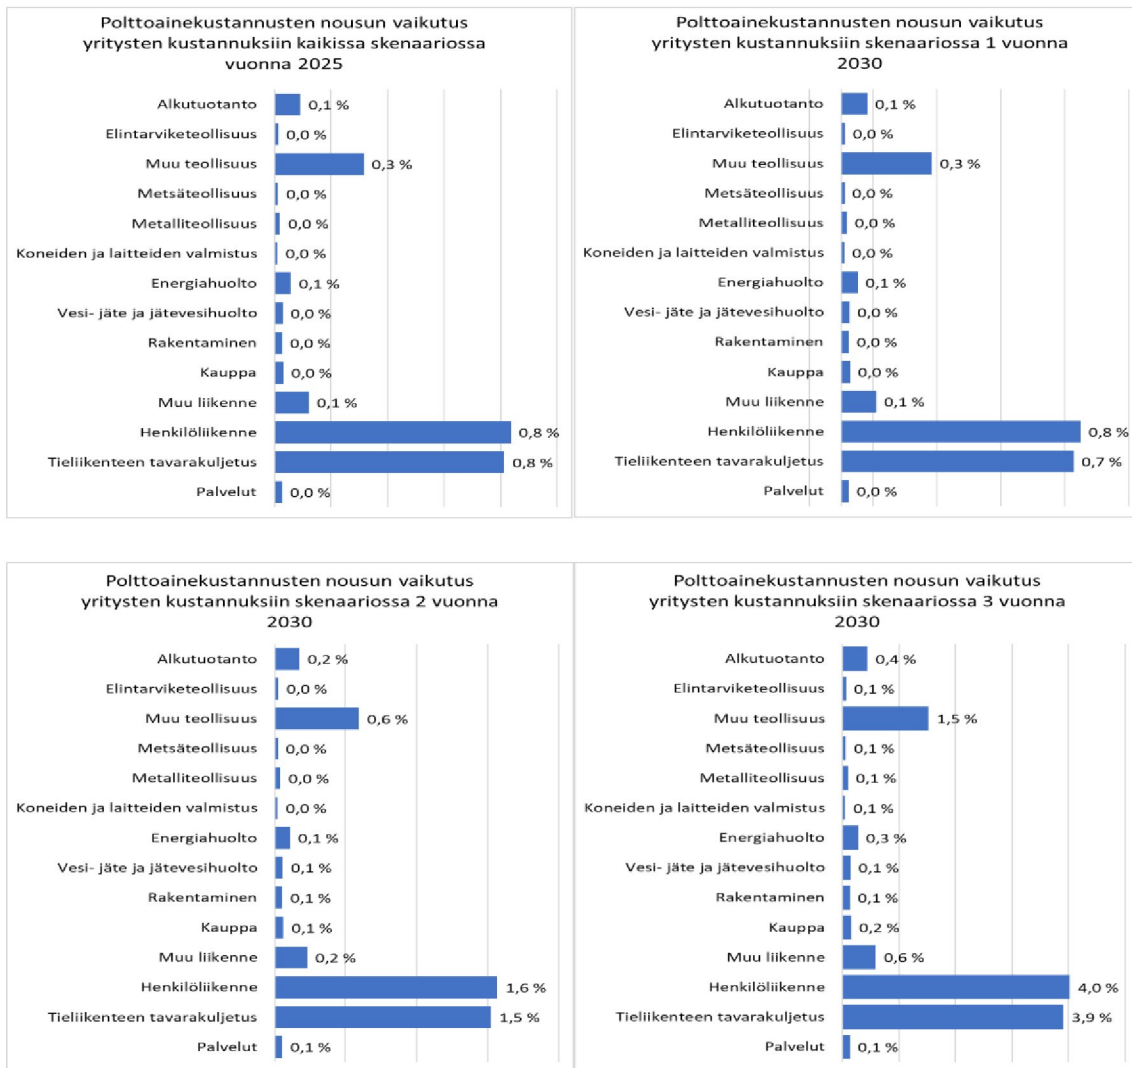 Polttoainekustannusten nousun vaikutus
yritysten kustannuksiin kaikissa skenaariossa
vuonna 2025
Alkutuotanto 0,1 %
Elintarviketeollisuus 0,0 %
Muu teollisuus 0,3 %
Metsäteollisuus 0,0 %
Metalliteollisuus 0,0 %
Koneiden ja laitteiden valmistus 0,0 %
Energiahuolto 0,1 %
Vesi- jäte ja jätevesihuolto 0,0 %
Rakentaminen 0,0 %
Kauppa 0,0 %
Muu liikenne 0,1 %
Henkilöliikenne 0,8 %
Tieliikenteen tavarakuljetus 0,8 %
Palvelut 0,0 %
Polttoainekustannusten nousun vaikutus
yritysten kustannuksiin skenaariossa 1 vuonna
2030
Alkutuotanto 0,1 %
Elintarviketeollisuus 0,0 %
Muu teollisuus 0,3 %
Metsäteollisuus 0,0 %
Metalliteollisuus 0,0 %
Koneiden ja laitteiden valmistus 0,0 %
Energiahuolto 0,1 %
Vesi- jäte ja jätevesihuolto 0,0 %
Rakentaminen 0,0 %
Kauppa 0,0 %
Muu liikenne 0,1 %
Henkilöliikenne 0,8 %
Tieliikenteen tavarakuljetus 0,7 %
Palvelut 0,0 %
Polttoainekustannusten nousun vaikutus
yritysten kustannuksiin skenaariossa 2 vuonna
2030
Alkutuotanto 0,2 %
Elintarviketeollisuus 0,0 %
Muu teollisuus 0,6 %
Metsäteollisuus 0,0 %
Metalliteollisuus 0,0 %
Koneiden ja laitteiden valmistus 0,0 %
Energiahuolto 0,1 %
Vesi- jäte ja jätevesihuolto 0,1 %
Rakentaminen 0,1 %
Kauppa 0,1 %
Muu liikenne 0,2 %
Henkilöliikenne 1,6 %
Tieliikenteen tavarakuljetus 1,5 %
Palvelut 0,1 %
Polttoainekustannusten nousun vaikutus
yritysten kustannuksiin skenaariossa 3 vuonna
2030
Alkutuotanto 0,4 %
Elintarviketeollisuus 0,1 %
Muu teollisuus 1,5 %
Metsäteollisuus 0,1 %
Metalliteollisuus 0,1 %
Koneiden ja laitteiden valmistus 0,1 %
Energiahuolto 0,3 %
Vesi- jäte ja jätevesihuolto 0,1 %
Rakentaminen 0,1 %
Kauppa 0,2 %
Muu liikenne 0,6 %
Henkilöliikenne 4,0 %
Tieliikenteen tavarakuljetus 3,9 %
Palvelut 0,1 %